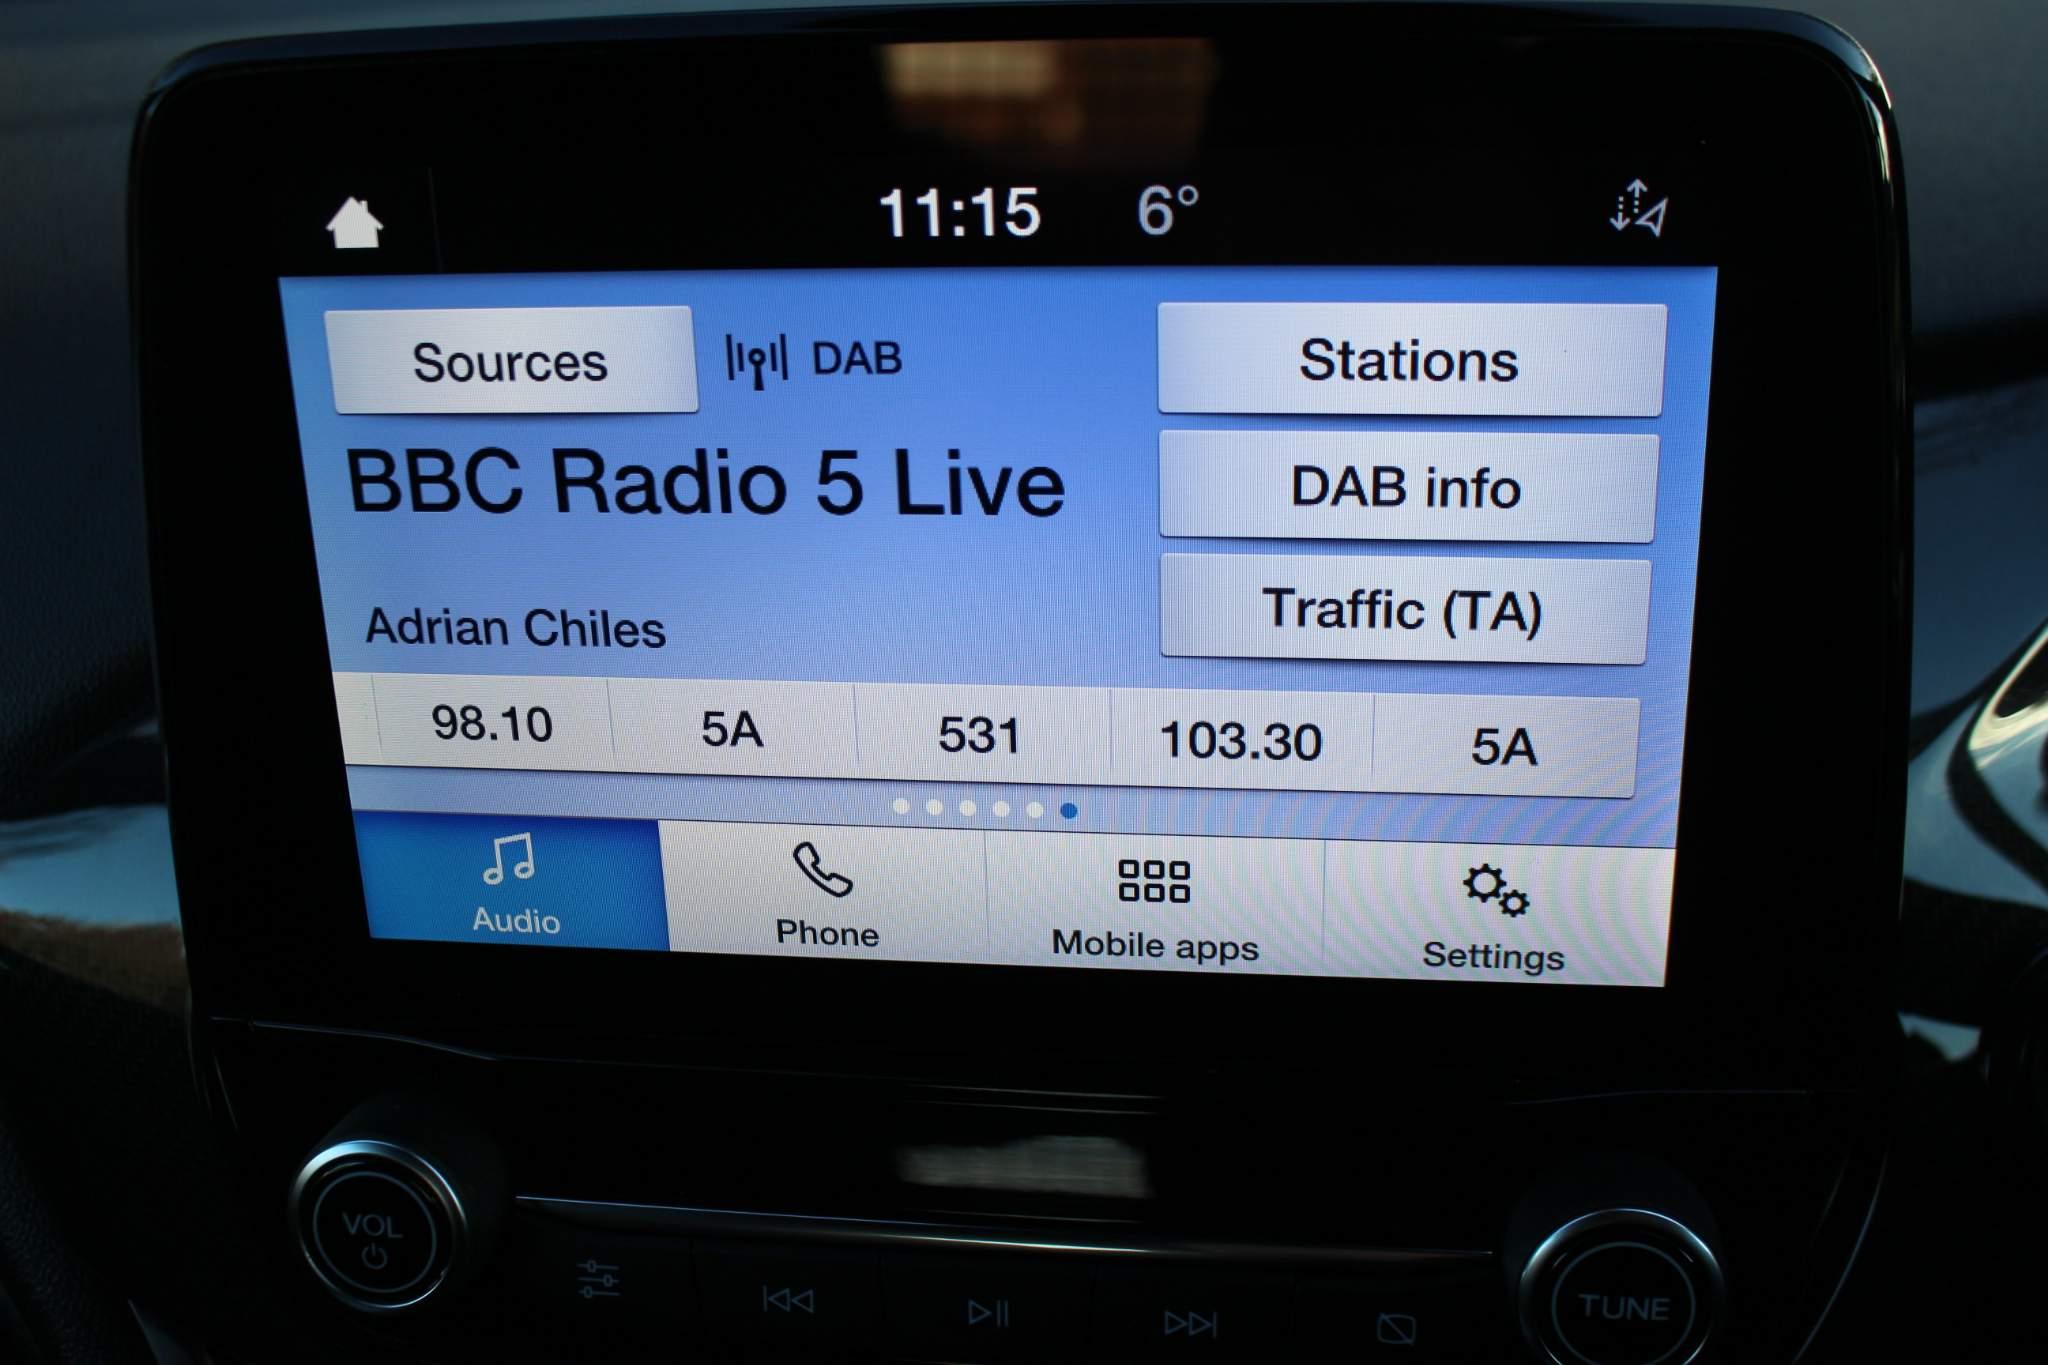 11:15 6°
Sources DAB Stations
BBC Radio 5 Live
DAB info
Adrian Chiles
Traffic (TA)
98.10 5A 531 103.30 5A
Audio Phone Mobile apps Settings
VOL
TUNE